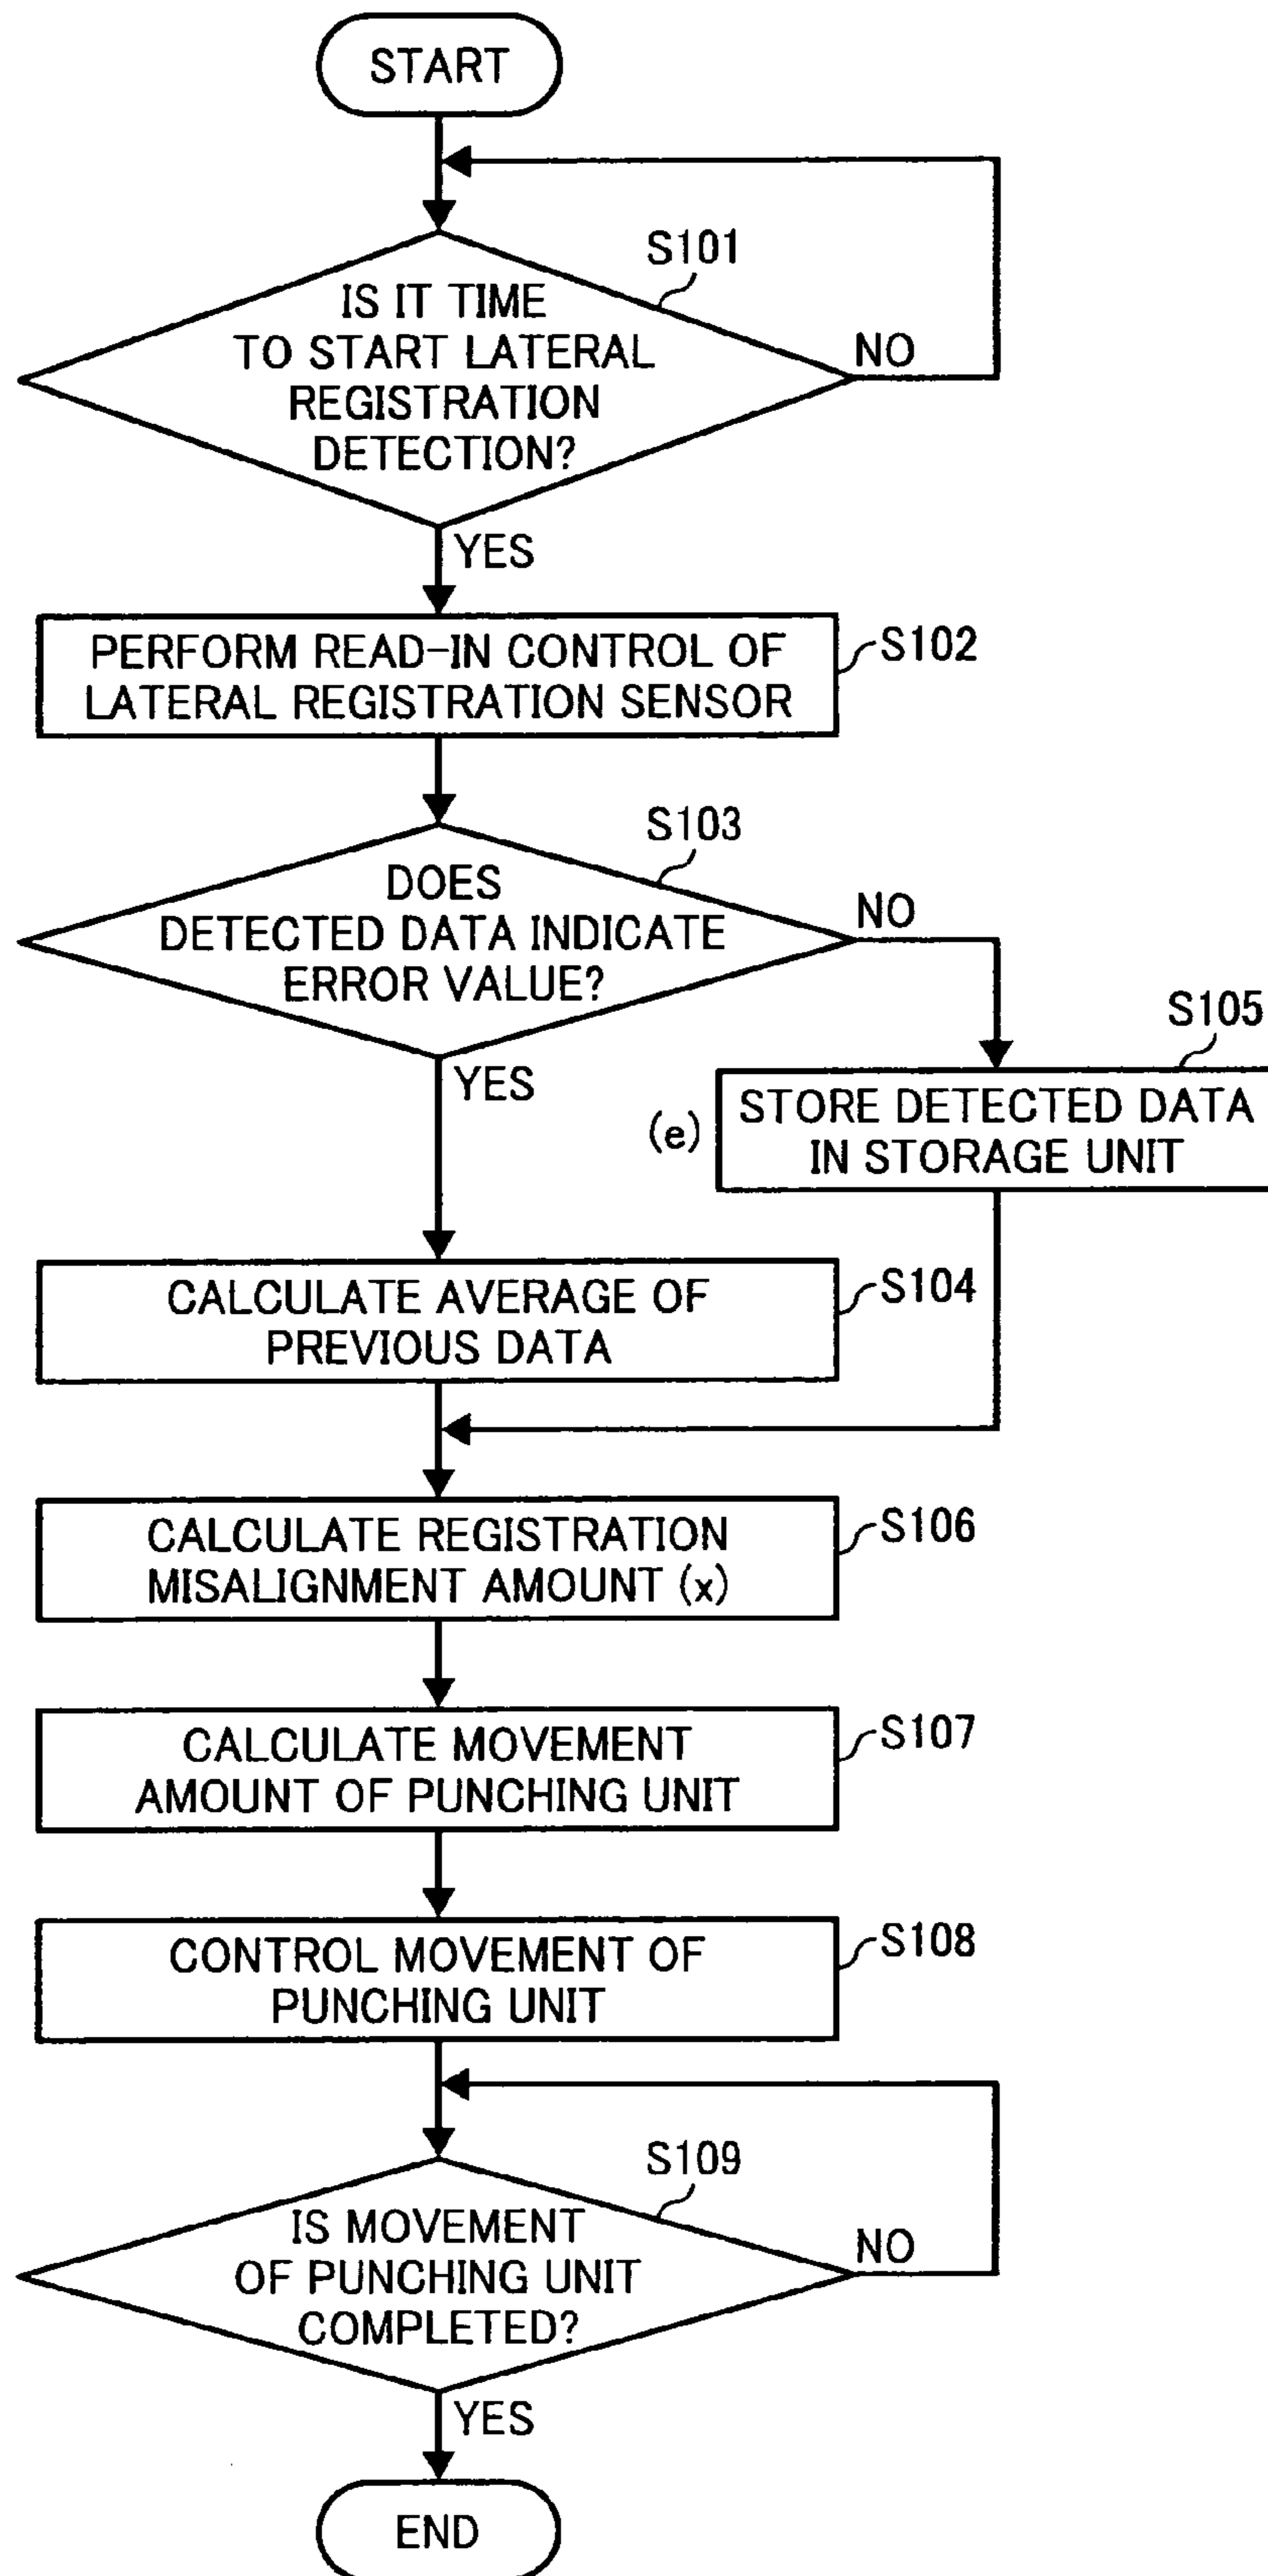 START
S101
IS IT TIME
TO START LATERAL
REGISTRATION
DETECTION?
NO
YES
PERFORM READ-IN CONTROL OF
LATERAL REGISTRATION SENSOR
S102
S103
DOES
DETECTED DATA INDICATE
ERROR VALUE?
NO
YES
S105
(e)
STORE DETECTED DATA
IN STORAGE UNIT
CALCULATE AVERAGE OF
PREVIOUS DATA
S104
CALCULATE REGISTRATION
MISALIGNMENT AMOUNT (x)
S106
CALCULATE MOVEMENT
AMOUNT OF PUNCHING UNIT
S107
CONTROL MOVEMENT OF
PUNCHING UNIT
S108
S109
IS MOVEMENT
OF PUNCHING UNIT
COMPLETED?
NO
YES
END